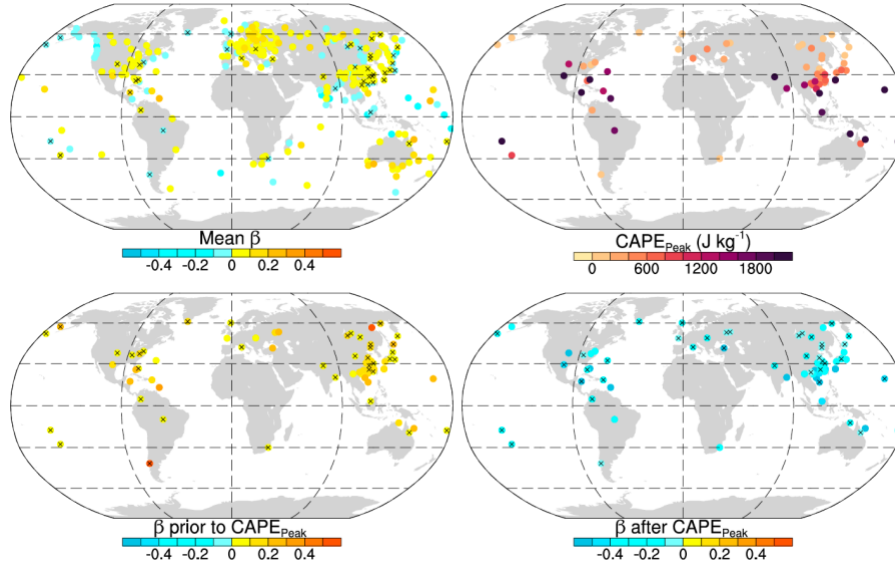 Mean β
-0.4 -0.2 0 0.2 0.4
CAPE_Peak (J kg⁻¹)
0 600 1200 1800
β prior to CAPE_Peak
-0.4 -0.2 0 0.2 0.4
β after CAPE_Peak
-0.4 -0.2 0 0.2 0.4